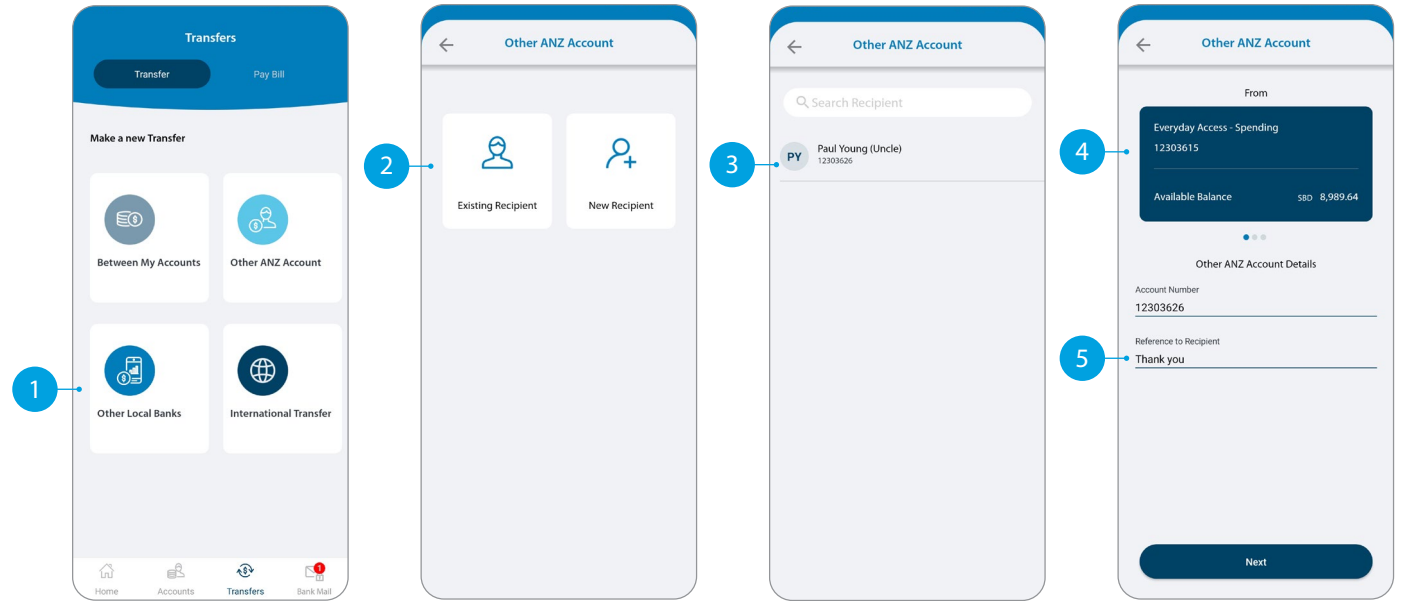 Transfers
Transfer
Pay Bill
Make a new Transfer
Between My Accounts
Other ANZ Account
1
Other Local Banks
International Transfer
Home
Accounts
Transfers
1
Bank Mail
Other ANZ Account
2
Existing Recipient
New Recipient
Other ANZ Account
Search Recipient
3
PY
Paul Young (Uncle)
12303626
Other ANZ Account
From
4
Everyday Access - Spending
12303615
Available Balance SBD 8,989.64
Other ANZ Account Details
Account Number
12303626
5
Reference to Recipient
Thank you
Next